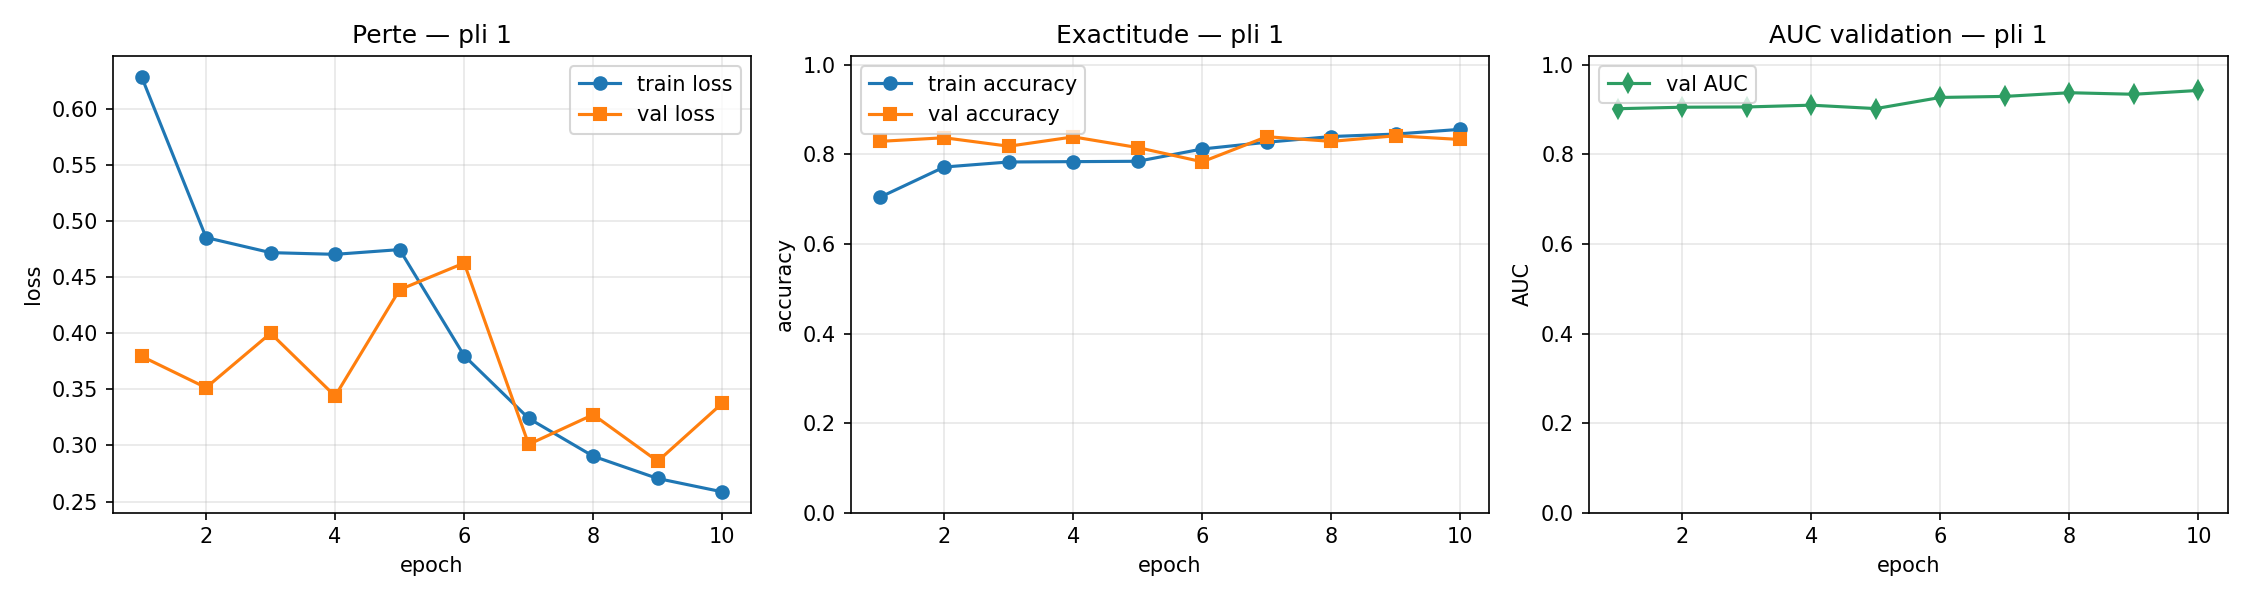 Perte — pli 1
train loss
val loss
0.60
0.55
0.50
0.45
0.40
0.35
0.30
0.25
loss
2 4 6 8 10
epoch
Exactitude — pli 1
train accuracy
val accuracy
1.0
0.8
0.6
0.4
0.2
0.0
accuracy
2 4 6 8 10
epoch
AUC validation — pli 1
val AUC
1.0
0.8
0.6
0.4
0.2
0.0
AUC
2 4 6 8 10
epoch